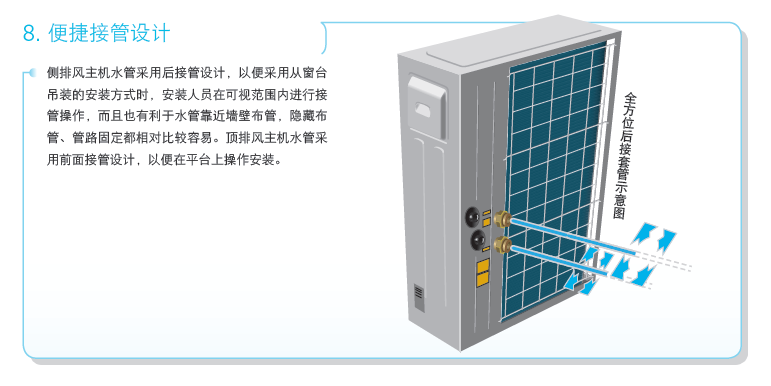 8. 便捷接管设计
侧排风主机水管采用后接管设计，以便采用从窗台
吊装的安装方式时，安装人员在可视范围内进行接
管操作，而且也有利于水管靠近墙壁布管，隐藏布
管、管路固定都相对比较容易。顶排风主机水管采
用前面接管设计，以便在平台上操作安装。
全方位后接套管示意图